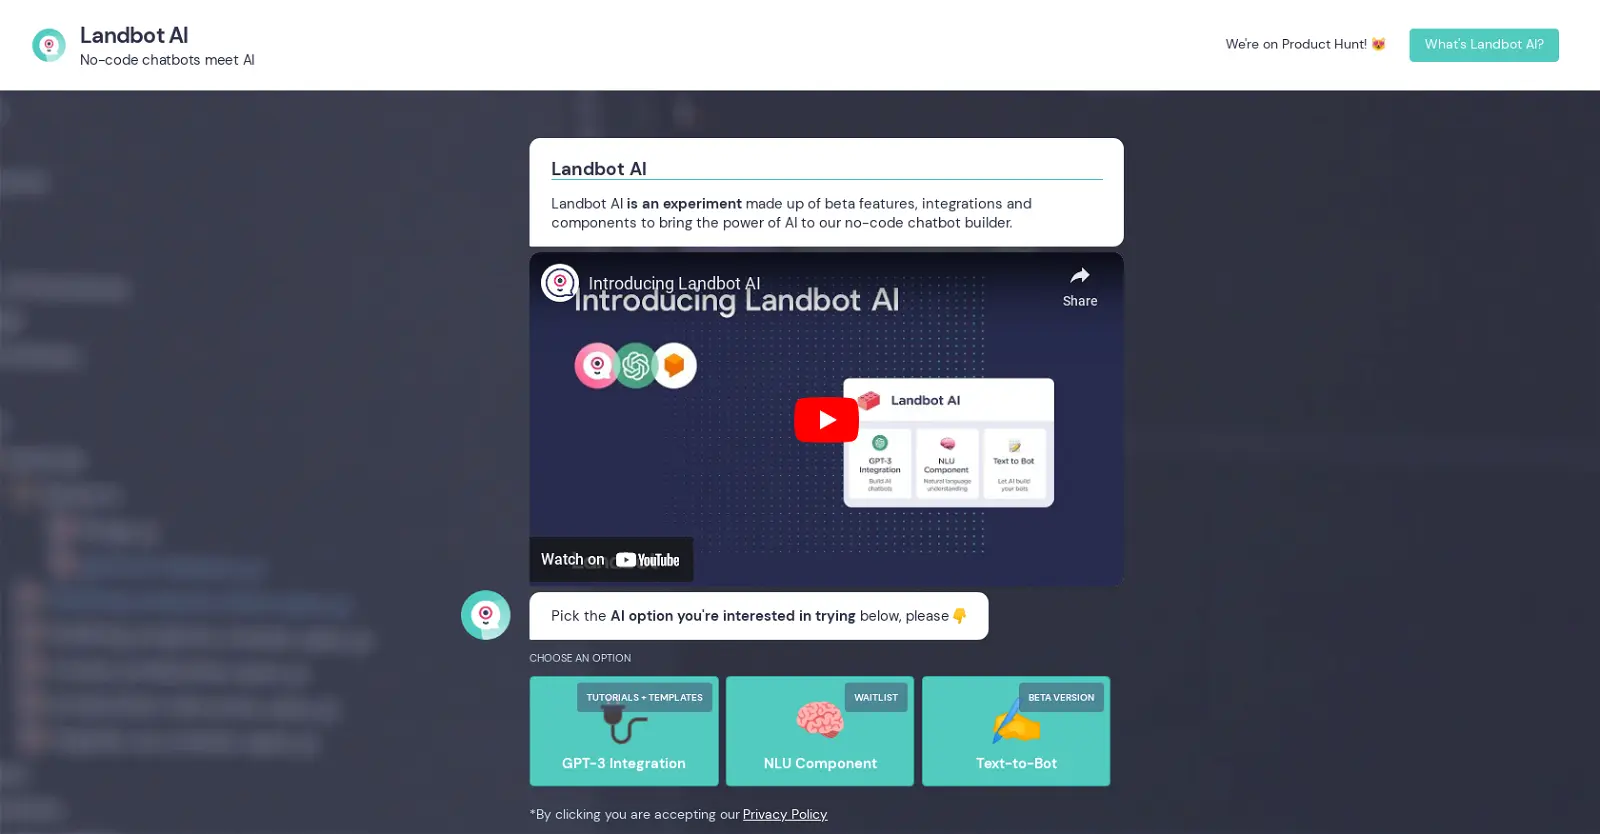 Landbot AI
No-code chatbots meet AI
We're on Product Hunt! 😻
What's Landbot AI?
Landbot AI
Landbot AI is an experiment made up of beta features, integrations and
components to bring the power of AI to our no-code chatbot builder.
Introducing Landbot AI
Share
Introducing Landbot AI
Landbot AI
GPT-3
Integration
Build AI
chatbots
NLU
Component
Natural language
understanding
Text to Bot
Let AI build
your bots
Watch on YouTube
Pick the AI option you're interested in trying below, please 👇
CHOOSE AN OPTION
TUTORIALS + TEMPLATES
GPT-3 Integration
WAITLIST
NLU Component
BETA VERSION
Text-to-Bot
*By clicking you are accepting our Privacy Policy